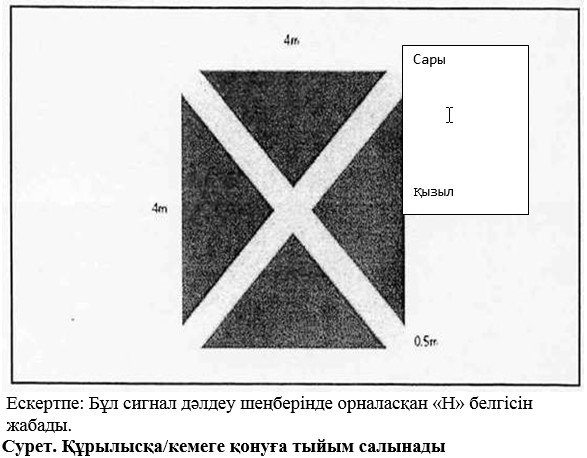 4m
Сары
Қызыл
4m
0.5m
Ескертпе: Бұл сигнал дәлдеу шеңберінде орналасқан «Н» белгісін
жабады.
Сурет. Құрылысқа/кемеге қонуға тыйым салынады